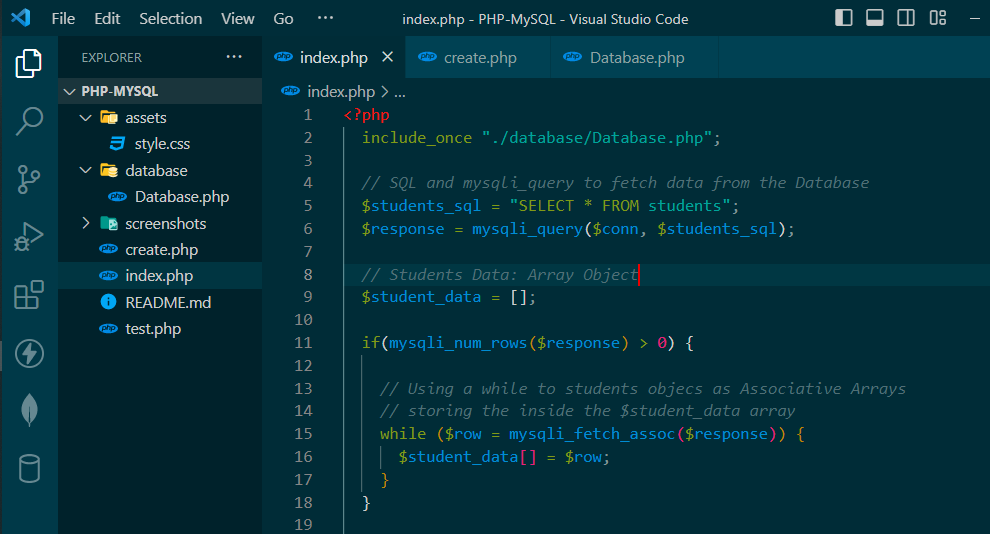 File Edit Selection View Go ··· index.php - PHP-MySQL - Visual Studio Code
EXPLORER ···
PHP-MYSQL
assets
style.css
database
Database.php
screenshots
create.php
index.php
README.md
test.php
index.php create.php Database.php
index.php > ...
1 <?php
2 include_once "./database/Database.php";
3
4 // SQL and mysqli_query to fetch data from the Database
5 $students_sql = "SELECT * FROM students";
6 $response = mysqli_query($conn, $students_sql);
7
8 // Students Data: Array Object
9 $student_data = [];
10
11 if(mysqli_num_rows($response) > 0) {
12
13 // Using a while to students objecs as Associative Arrays
14 // storing the inside the $student_data array
15 while ($row = mysqli_fetch_assoc($response)) {
16 $student_data[] = $row;
17 }
18 }
19